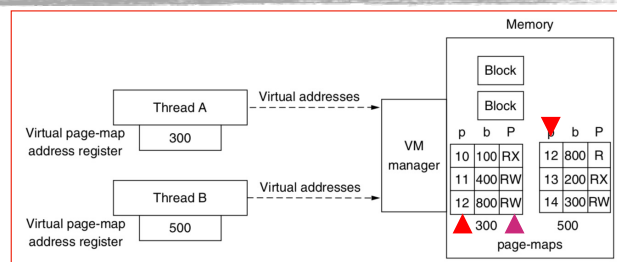 Memory
Block
Block
Thread A
300
Virtual page-map
address register
Virtual addresses
VM
manager
Thread B
500
Virtual page-map
address register
Virtual addresses
p b P
10 100 RX
11 400 RW
12 800 RW
300
p b P
12 800 R
13 200 RX
14 300 RW
500
page-maps